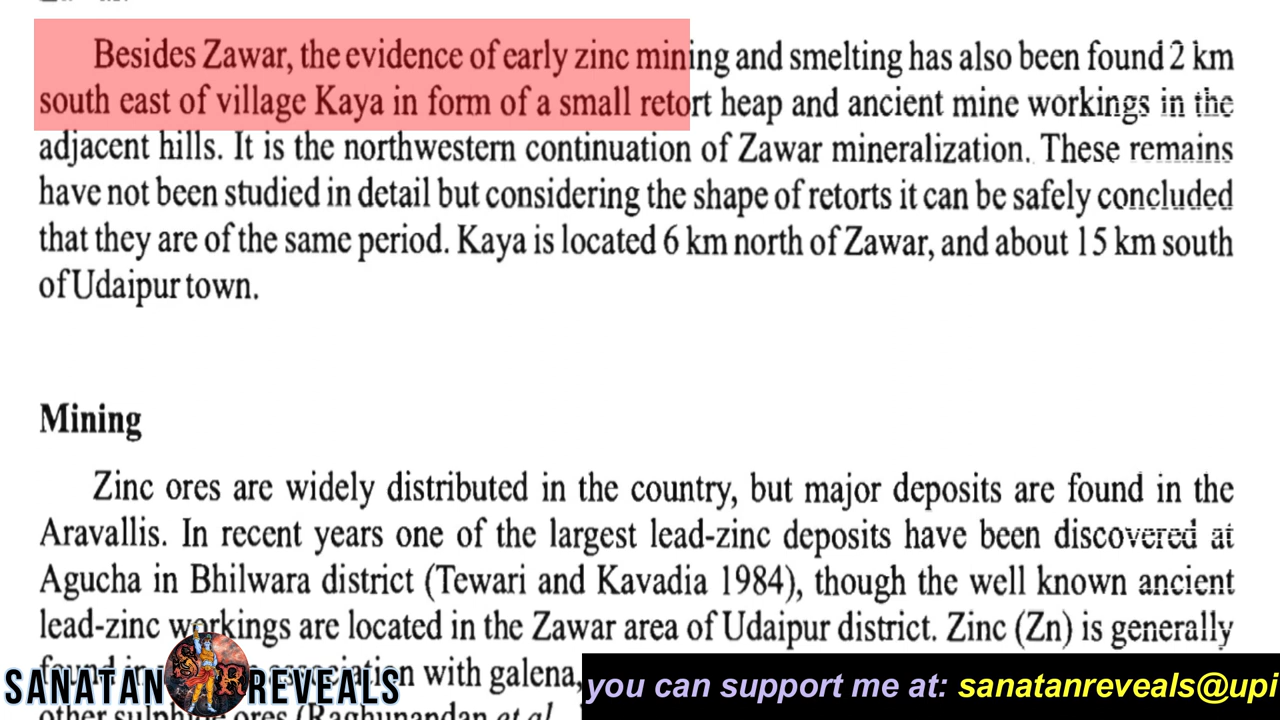 Besides Zawar, the evidence of early zinc mining and smelting has also been found 2 km
south east of village Kaya in form of a small retort heap and ancient mine workings in the
adjacent hills. It is the northwestern continuation of Zawar mineralization. These remains
have not been studied in detail but considering the shape of retorts it can be safely concluded
that they are of the same period. Kaya is located 6 km north of Zawar, and about 15 km south
of Udaipur town.
Mining
Zinc ores are widely distributed in the country, but major deposits are found in the
Aravallis. In recent years one of the largest lead-zinc deposits have been discovered at
Agucha in Bhilwara district (Tewari and Kavadia 1984), though the well known ancient
lead-zinc workings are located in the Zawar area of Udaipur district. Zinc (Zn) is generally
found in association with galena,
other sulphide ores (Raghunandan et al
SANATAN REVEALS
you can support me at: sanatanreveals@upi